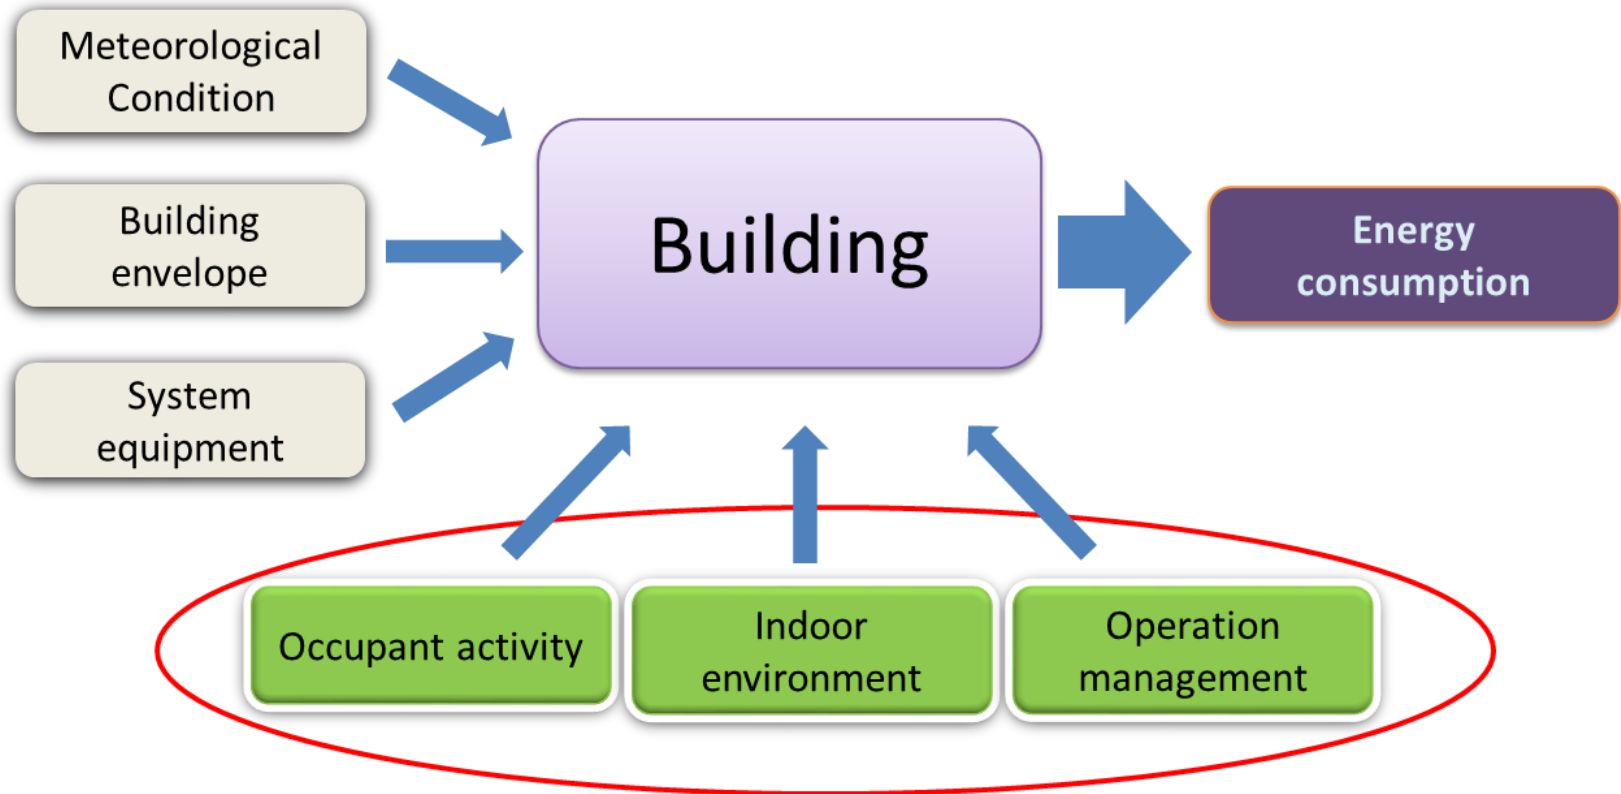 Meteorological
Condition
Building
envelope
System
equipment
Building
Energy
consumption
Occupant activity
Indoor
environment
Operation
management